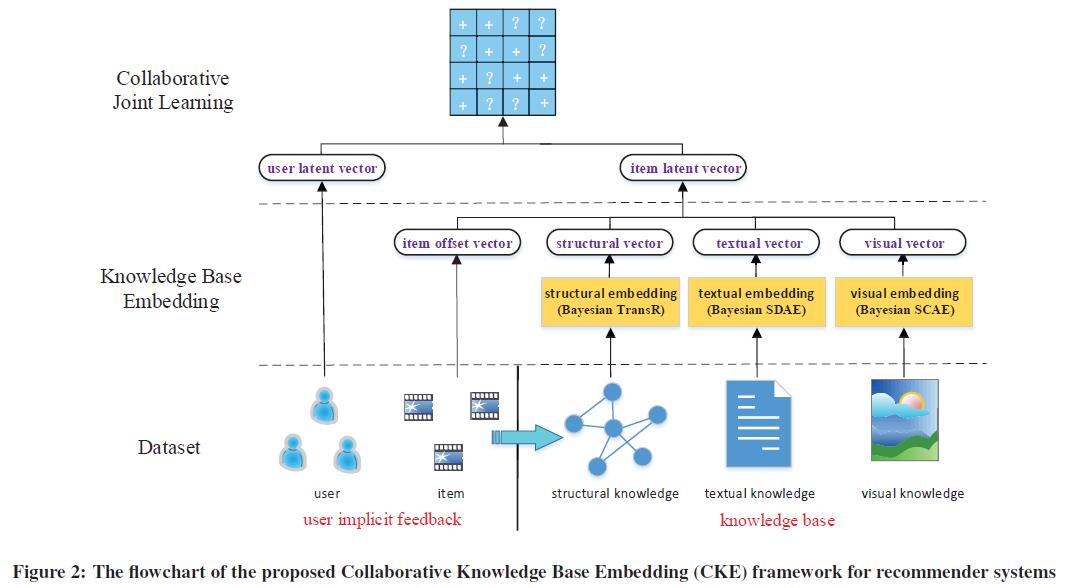 + + ? ?
? + + ?
+ ? + +
+ ? ? +
Collaborative
Joint Learning
user latent vector
item latent vector
item offset vector
structural vector
textual vector
visual vector
Knowledge Base
Embedding
structural embedding
(Bayesian TransR)
textual embedding
(Bayesian SDAE)
visual embedding
(Bayesian SCAE)
Dataset
user
item
structural knowledge
textual knowledge
visual knowledge
user implicit feedback
knowledge base
Figure 2: The flowchart of the proposed Collaborative Knowledge Base Embedding (CKE) framework for recommender systems